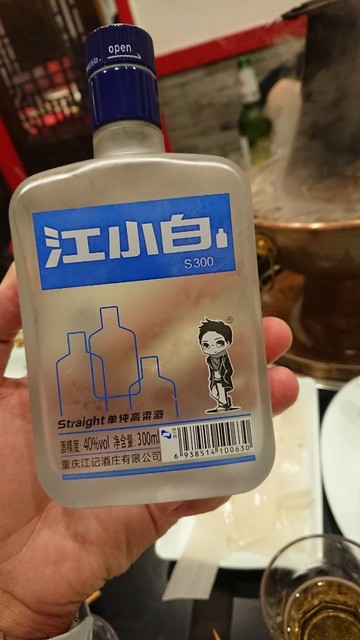 open
江小白
S300
®
Straight 单纯高粱酒
酒精度: 40%vol 净含量: 300ml
重庆江记酒庄有限公司
6 938514 100630